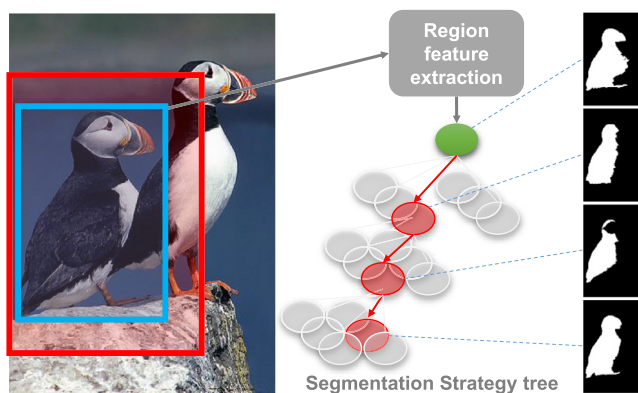 Region
feature
extraction
Segmentation Strategy tree